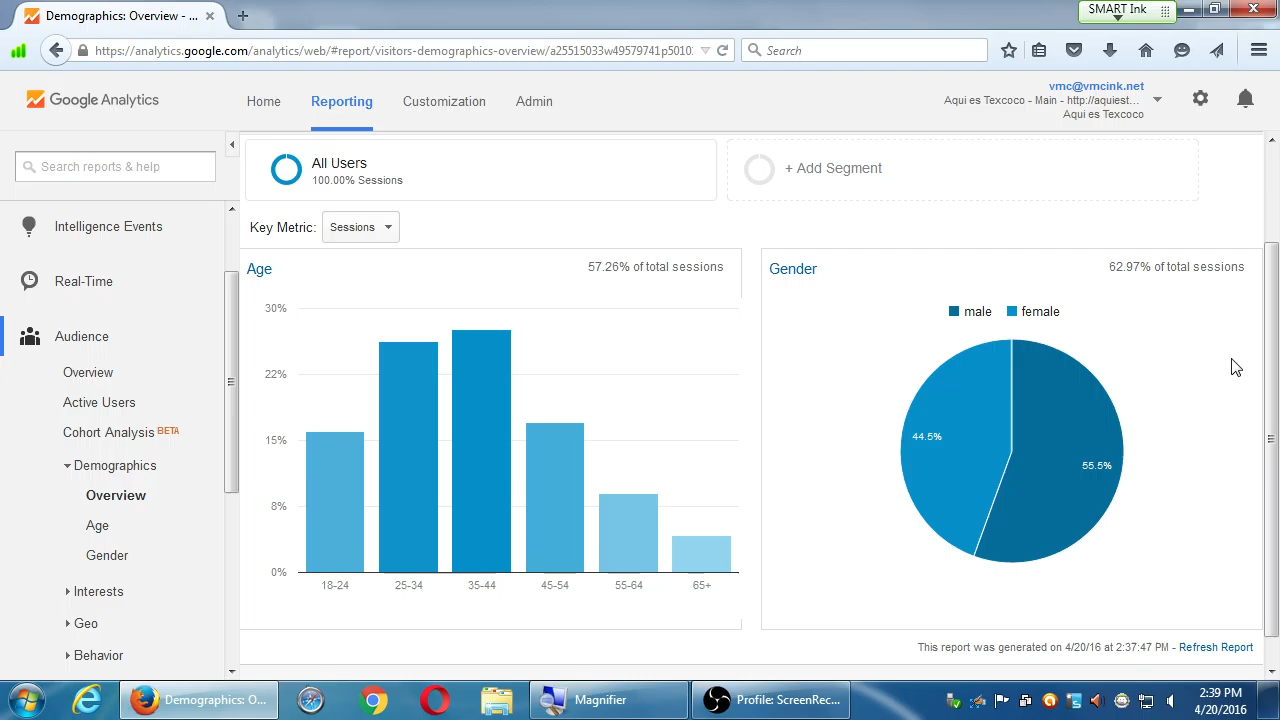 Demographics: Overview - ...
SMART Ink
https://analytics.google.com/analytics/web/#report/visitors-demographics-overview/a25515033w49579741p5010
Search
Google Analytics
Home
Reporting
Customization
Admin
vmc@vmcink.net
Aqui es Texcoco - Main - http://aquiest...
Aqui es Texcoco
Search reports & help
Intelligence Events
Real-Time
Audience
Overview
Active Users
Cohort Analysis BETA
Demographics
Overview
Age
Gender
Interests
Geo
Behavior
All Users
100.00% Sessions
+ Add Segment
Key Metric:
Sessions
Age
57.26% of total sessions
30%
22%
15%
8%
0%
18-24
25-34
35-44
45-54
55-64
65+
Gender
62.97% of total sessions
male
female
44.5%
55.5%
This report was generated on 4/20/16 at 2:37:47 PM - Refresh Report
Demographics: O...
Magnifier
Profile: ScreenRec...
2:39 PM
4/20/2016